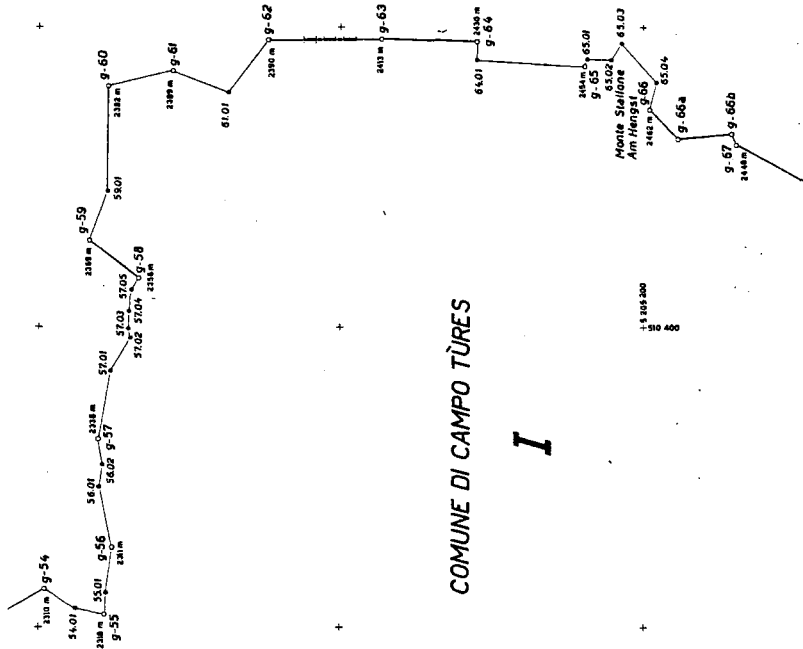 g-54
2310 m
54.01
2318 m
g-55
55.01
g-56
2311 m
56.01
56.02
2338 m
g-57
57.01
57.02
57.03
57.04
57.05
g-58
2356 m
g-59
2369 m
59.01
g-60
2382 m
g-61
2389 m
61.01
g-62
2390 m
g-63
2413 m
2430 m
g-64
64.01
65.01
2454 m
g-65
65.02
65.03
65.04
Monte Stallone
Am Hengst
g-66
2462 m
g-66a
g-66b
g-67
2448 m
COMUNE DI CAMPO TÙRES
I
5 205 200
510 400